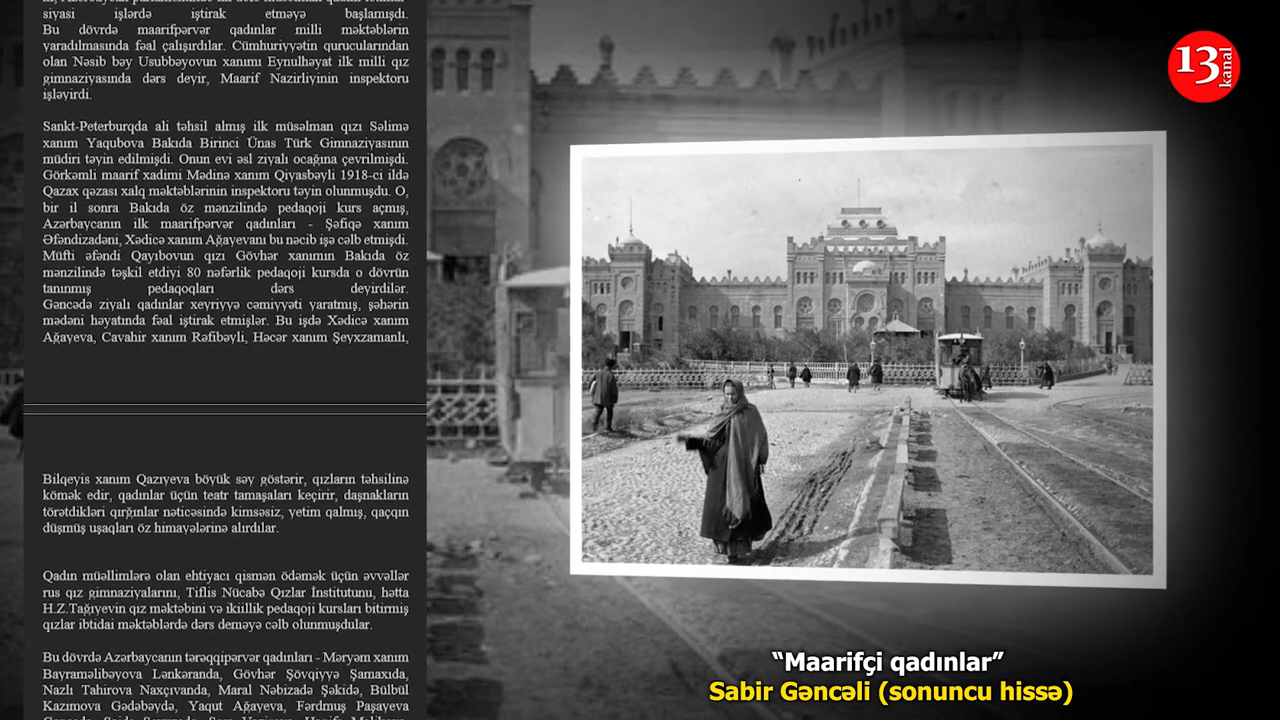 siyasi işlərdə iştirak etməyə başlamışdı.
Bu dövrdə maarifpərvər qadınlar milli məktəblərin
yaradılmasında fəal çalışırdılar. Cümhuriyyətin qurucularından
olan Nəsib bəy Usubbəyovun xanımı Eynulhəyat ilk milli qız
gimnaziyasında dərs deyir, Maarif Nazirliyinin inspektoru
işləyirdi.
Sankt-Peterburqda ali təhsil almış ilk müsəlman qızı Səlimə
xanım Yaqubova Bakıda Birinci Ünas Türk Gimnaziyasının
müdiri təyin edilmişdi. Onun evi əsl ziyalı ocağına çevrilmişdi.
Görkəmli maarif xadimi Mədinə xanım Qiyasbəyli 1918-ci ildə
Qazax qəzası xalq məktəblərinin inspektoru təyin olunmuşdu. O,
bir il sonra Bakıda öz mənzilində pedaqoji kurs açmış,
Azərbaycanın ilk maarifpərvər qadınları - Şəfiqə xanım
Əfəndizadəni, Xədicə xanım Ağayevanı bu nəcib işə cəlb etmişdi.
Müfti əfəndi Qayıbovun qızı Gövhər xanımın Bakıda öz
mənzilində təşkil etdiyi 80 nəfərlik pedaqoji kursda o dövrün
tanınmış pedaqoqları dərs deyirdilər.
Gəncədə ziyalı qadınlar xeyriyyə cəmiyyəti yaratmış, şəhərin
mədəni həyatında fəal iştirak etmişlər. Bu işdə Xədicə xanım
Ağayeva, Cavahir xanım Rəfibəyli, Həcər xanım Şeyxzamanlı,
Bilqeyis xanım Qazıyeva böyük səy göstərir, qızların təhsilinə
kömək edir, qadınlar üçün teatr tamaşaları keçirir, daşnakların
törətdikləri qırğınlar nəticəsində kimsəsiz, yetim qalmış, qaçqın
düşmüş uşaqları öz himayələrinə alırdılar.
Qadın müəllimlərə olan ehtiyacı qismən ödəmək üçün əvvəllər
rus qız gimnaziyalarını, Tiflis Nücabə Qızlar İnstitutunu, hətta
H.Z.Tağıyevin qız məktəbini və ikiillik pedaqoji kursları bitirmiş
qızlar ibtidai məktəblərdə dərs deməyə cəlb olunmuşdular.
Bu dövrdə Azərbaycanın tərəqqipərvər qadınları - Məryəm xanım
Bayraməlibəyova Lənkəranda, Gövhər Şövqiyyə Şamaxıda,
Nazlı Tahirova Naxçıvanda, Maral Nəbizadə Şəkidə, Bülbül
Kazımova Gədəbəydə, Yaqut Ağayeva, Fərdmuş Paşayeva
13 kanal
“Maarifçi qadınlar”
Sabir Gəncəli (sonuncu hissə)